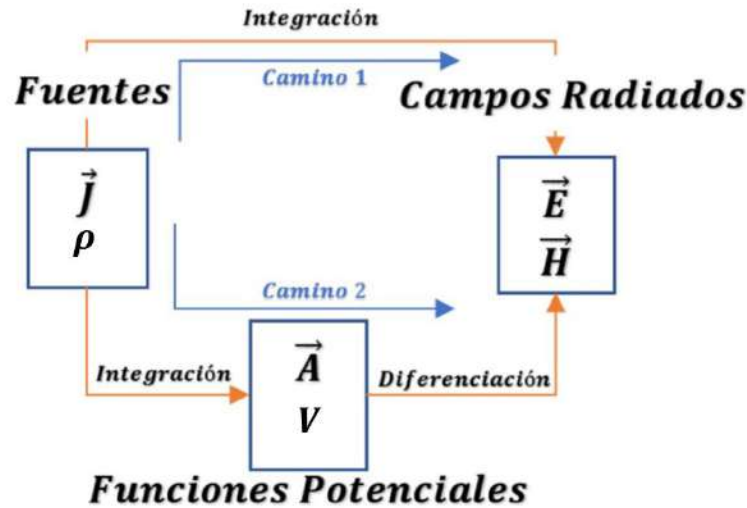 Integración
Camino 1
Fuentes
Campos Radiados
J⃗
ρ
E⃗
H⃗
Camino 2
Integración
A⃗
V
Diferenciación
Funciones Potenciales